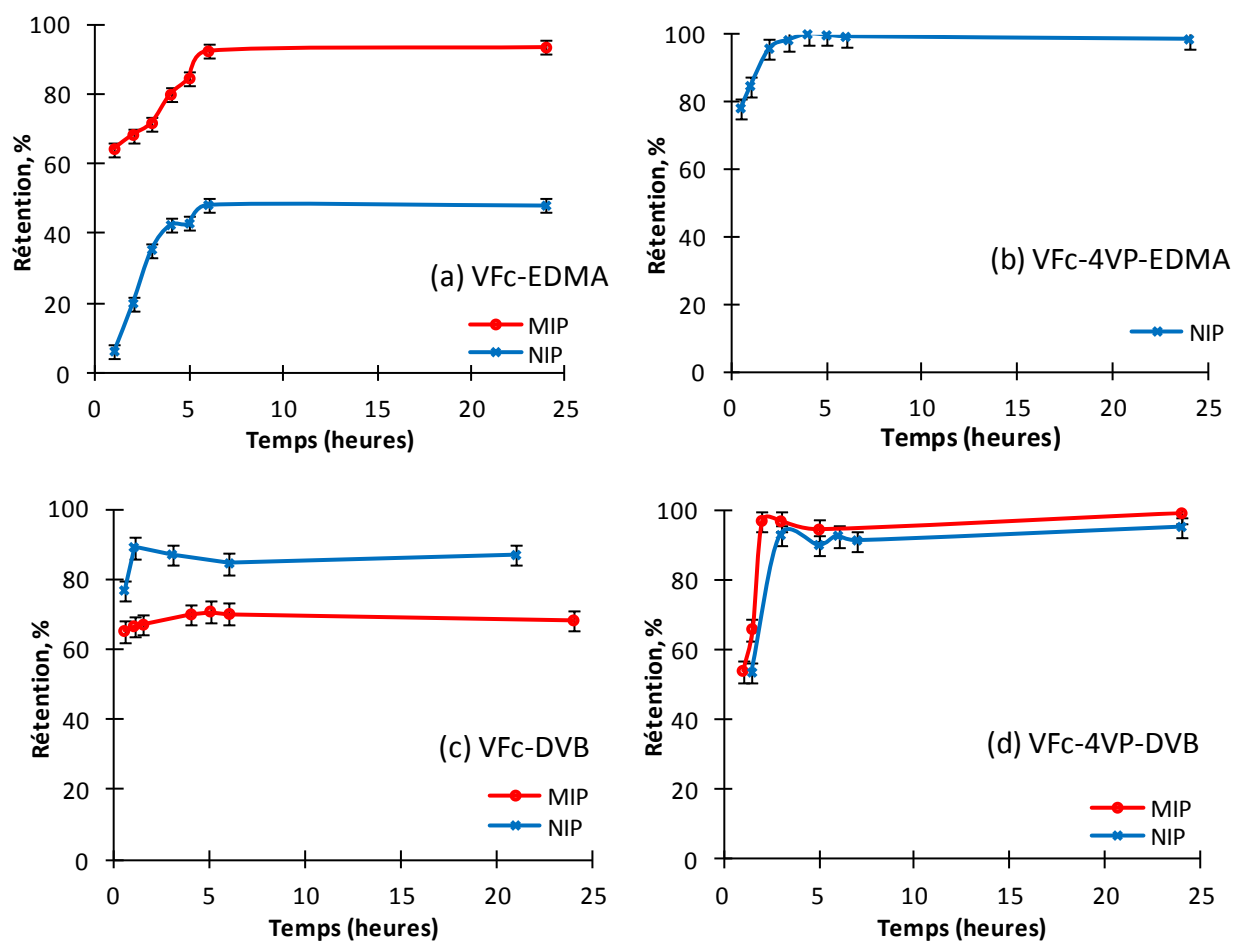 100
80
60
40
20
0
Rétention, %
(a) VFc-EDMA
MIP
NIP
0 5 10 15 20 25
Temps (heures)
100
80
60
40
20
0
Rétention, %
(b) VFc-4VP-EDMA
NIP
0 5 10 15 20 25
Temps (heures)
100
80
60
40
20
0
Rétention, %
(c) VFc-DVB
MIP
NIP
0 5 10 15 20 25
Temps (heures)
100
80
60
40
20
0
Rétention, %
(d) VFc-4VP-DVB
MIP
NIP
0 5 10 15 20 25
Temps (heures)